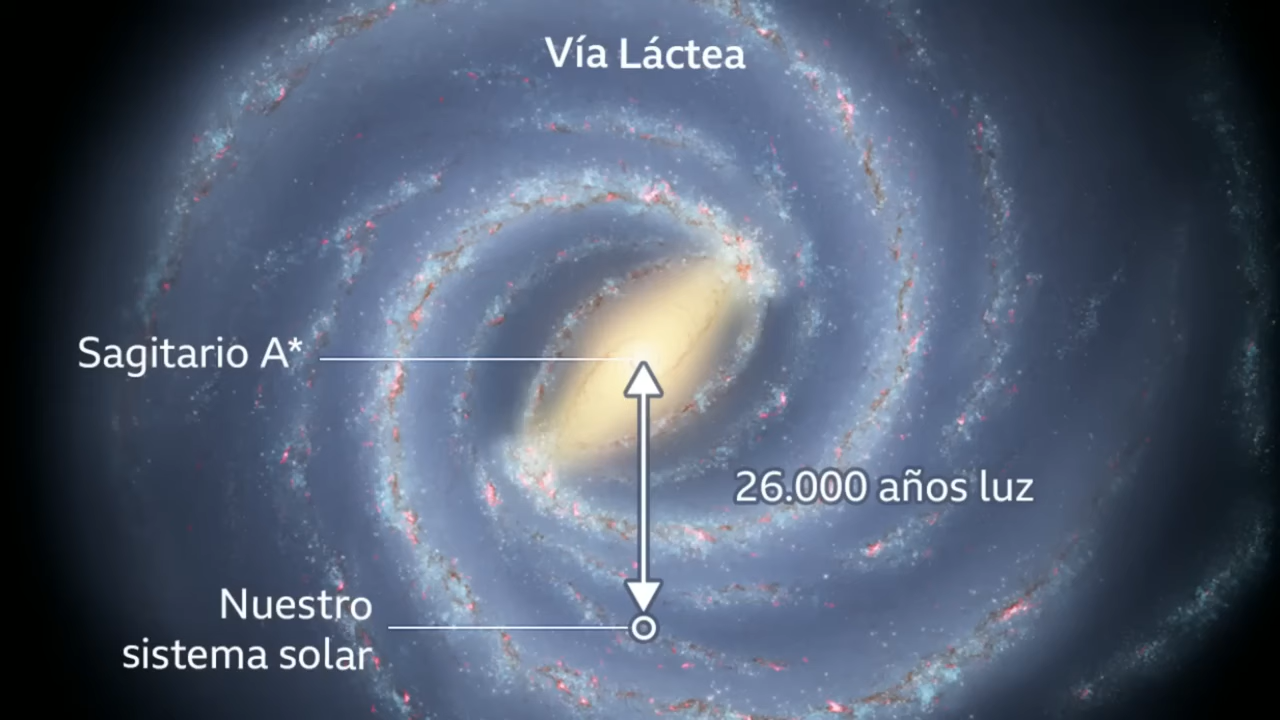 Vía Láctea
Sagitario A*
26.000 años luz
Nuestro
sistema solar